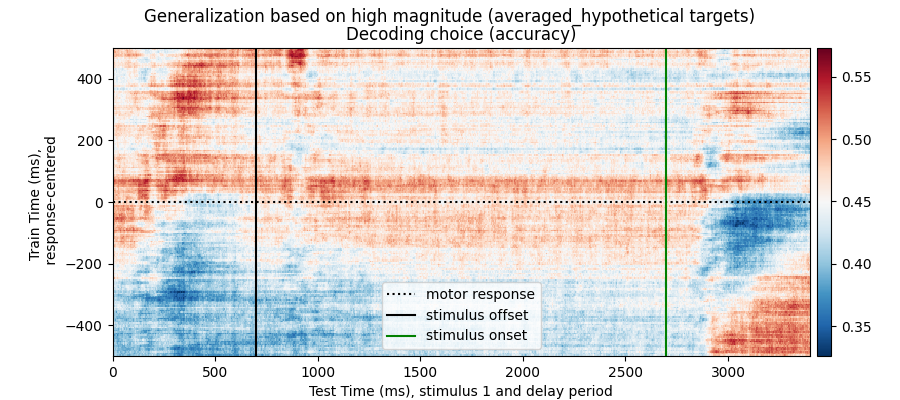 Generalization based on high magnitude (averaged_hypothetical targets)
Decoding choice (accuracy)
Train Time (ms),
response-centered
400
200
0
−200
−400
motor response
stimulus offset
stimulus onset
0
500
1000
1500
2000
2500
3000
Test Time (ms), stimulus 1 and delay period
0.55
0.50
0.45
0.40
0.35